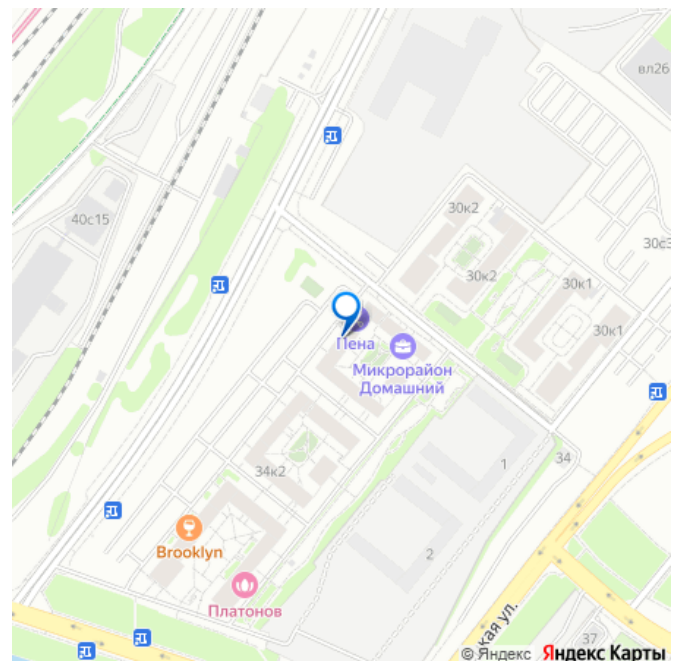 вл26
30к2
40с15
30с3
30к2
30к1
30к1
Пена
Микрорайон
Домашний
34к2
1
34
Brooklyn
2
Платонов
кая ул.
37
© Яндекс Яндекс Карты